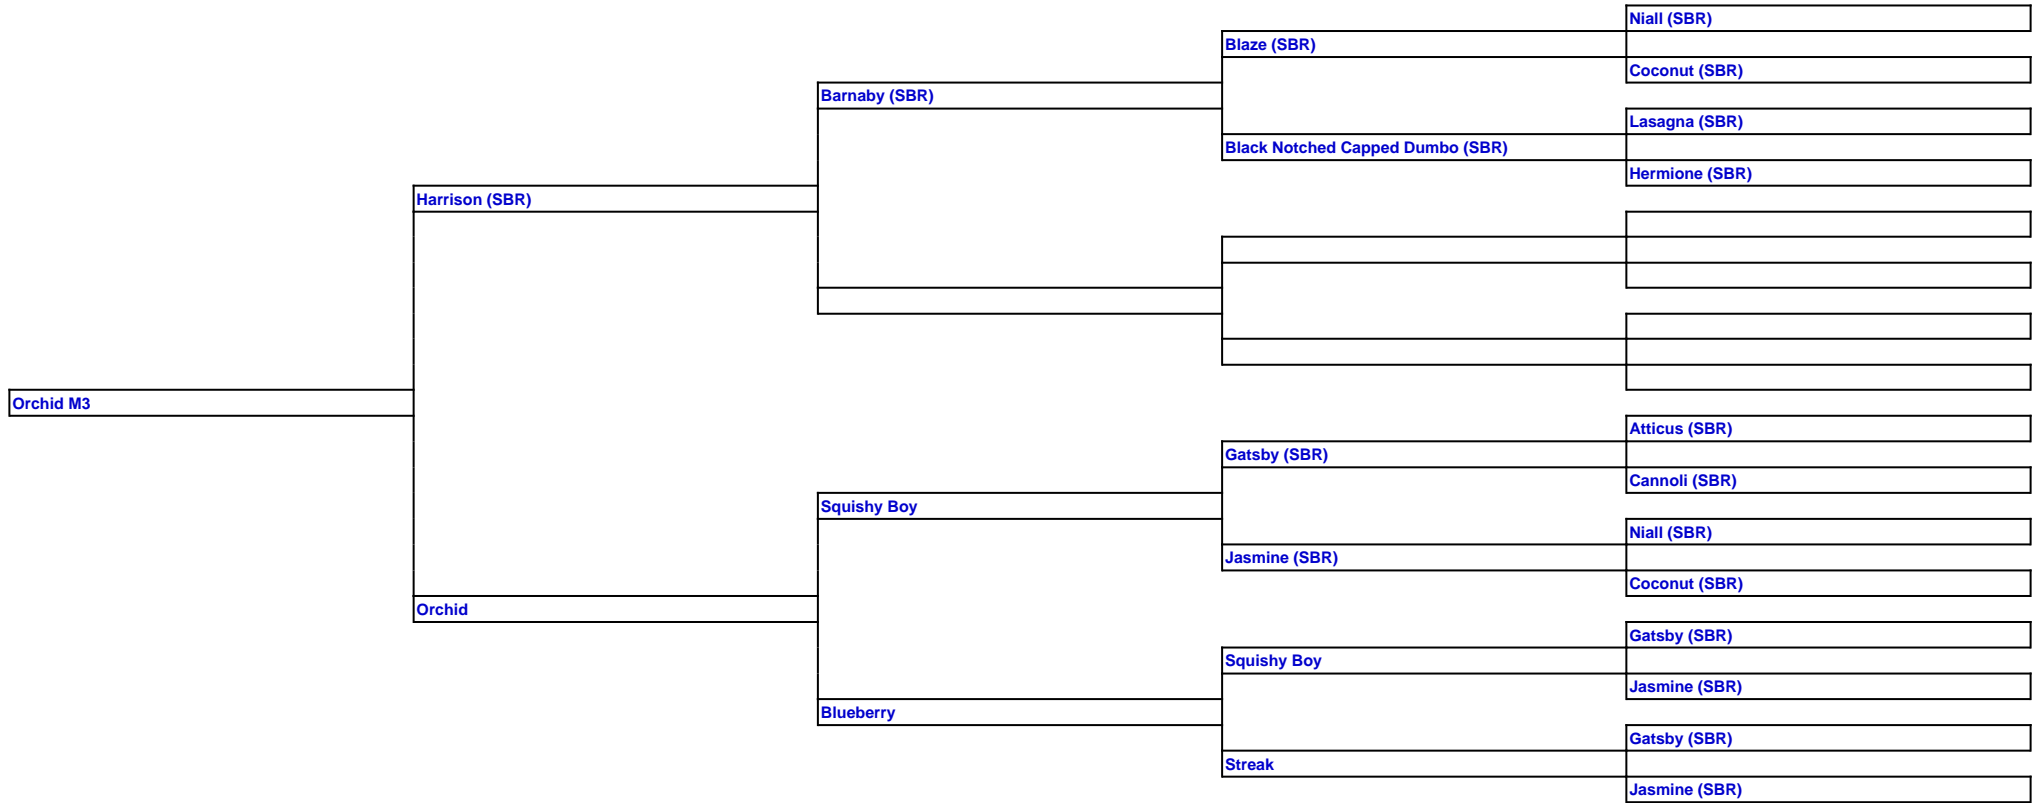 Niall (SBR)
Blaze (SBR)
Coconut (SBR)
Barnaby (SBR)
Lasagna (SBR)
Black Notched Capped Dumbo (SBR)
Hermione (SBR)
Harrison (SBR)
Orchid M3
Atticus (SBR)
Gatsby (SBR)
Cannoli (SBR)
Squishy Boy
Niall (SBR)
Jasmine (SBR)
Coconut (SBR)
Orchid
Gatsby (SBR)
Squishy Boy
Jasmine (SBR)
Blueberry
Gatsby (SBR)
Streak
Jasmine (SBR)